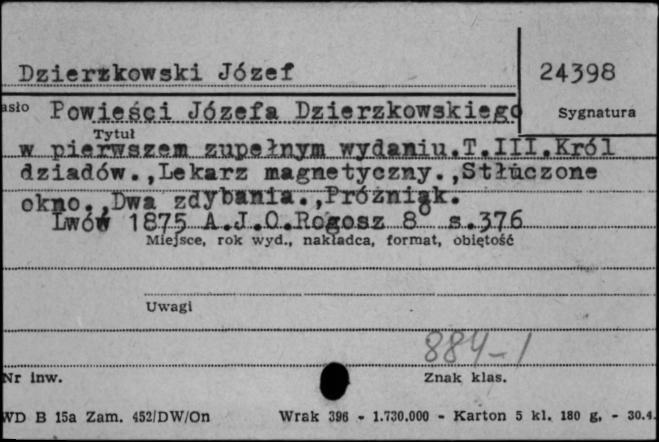 Dzierzkowski Józef
24398
asło Powieści Józefa Dzierzkowskiego
Sygnatura
Tytuł
w pierwszem zupełnym wydaniu.T.III.Król
dziadów.,Lekarz magnetyczny.,Stłuczone
okno.,Dwa zdybania.,Próżniak.
Lwów 1875 A.J.O.Rogosz 8° s.376
Miejsce, rok wyd., nakładca, format, objętość
Uwagi
884-1
Nr inw.
Znak klas.
WD B 15a Zam. 452/DW/On Wrak 396 - 1.730.000 - Karton 5 kl. 180 g. - 30.4.